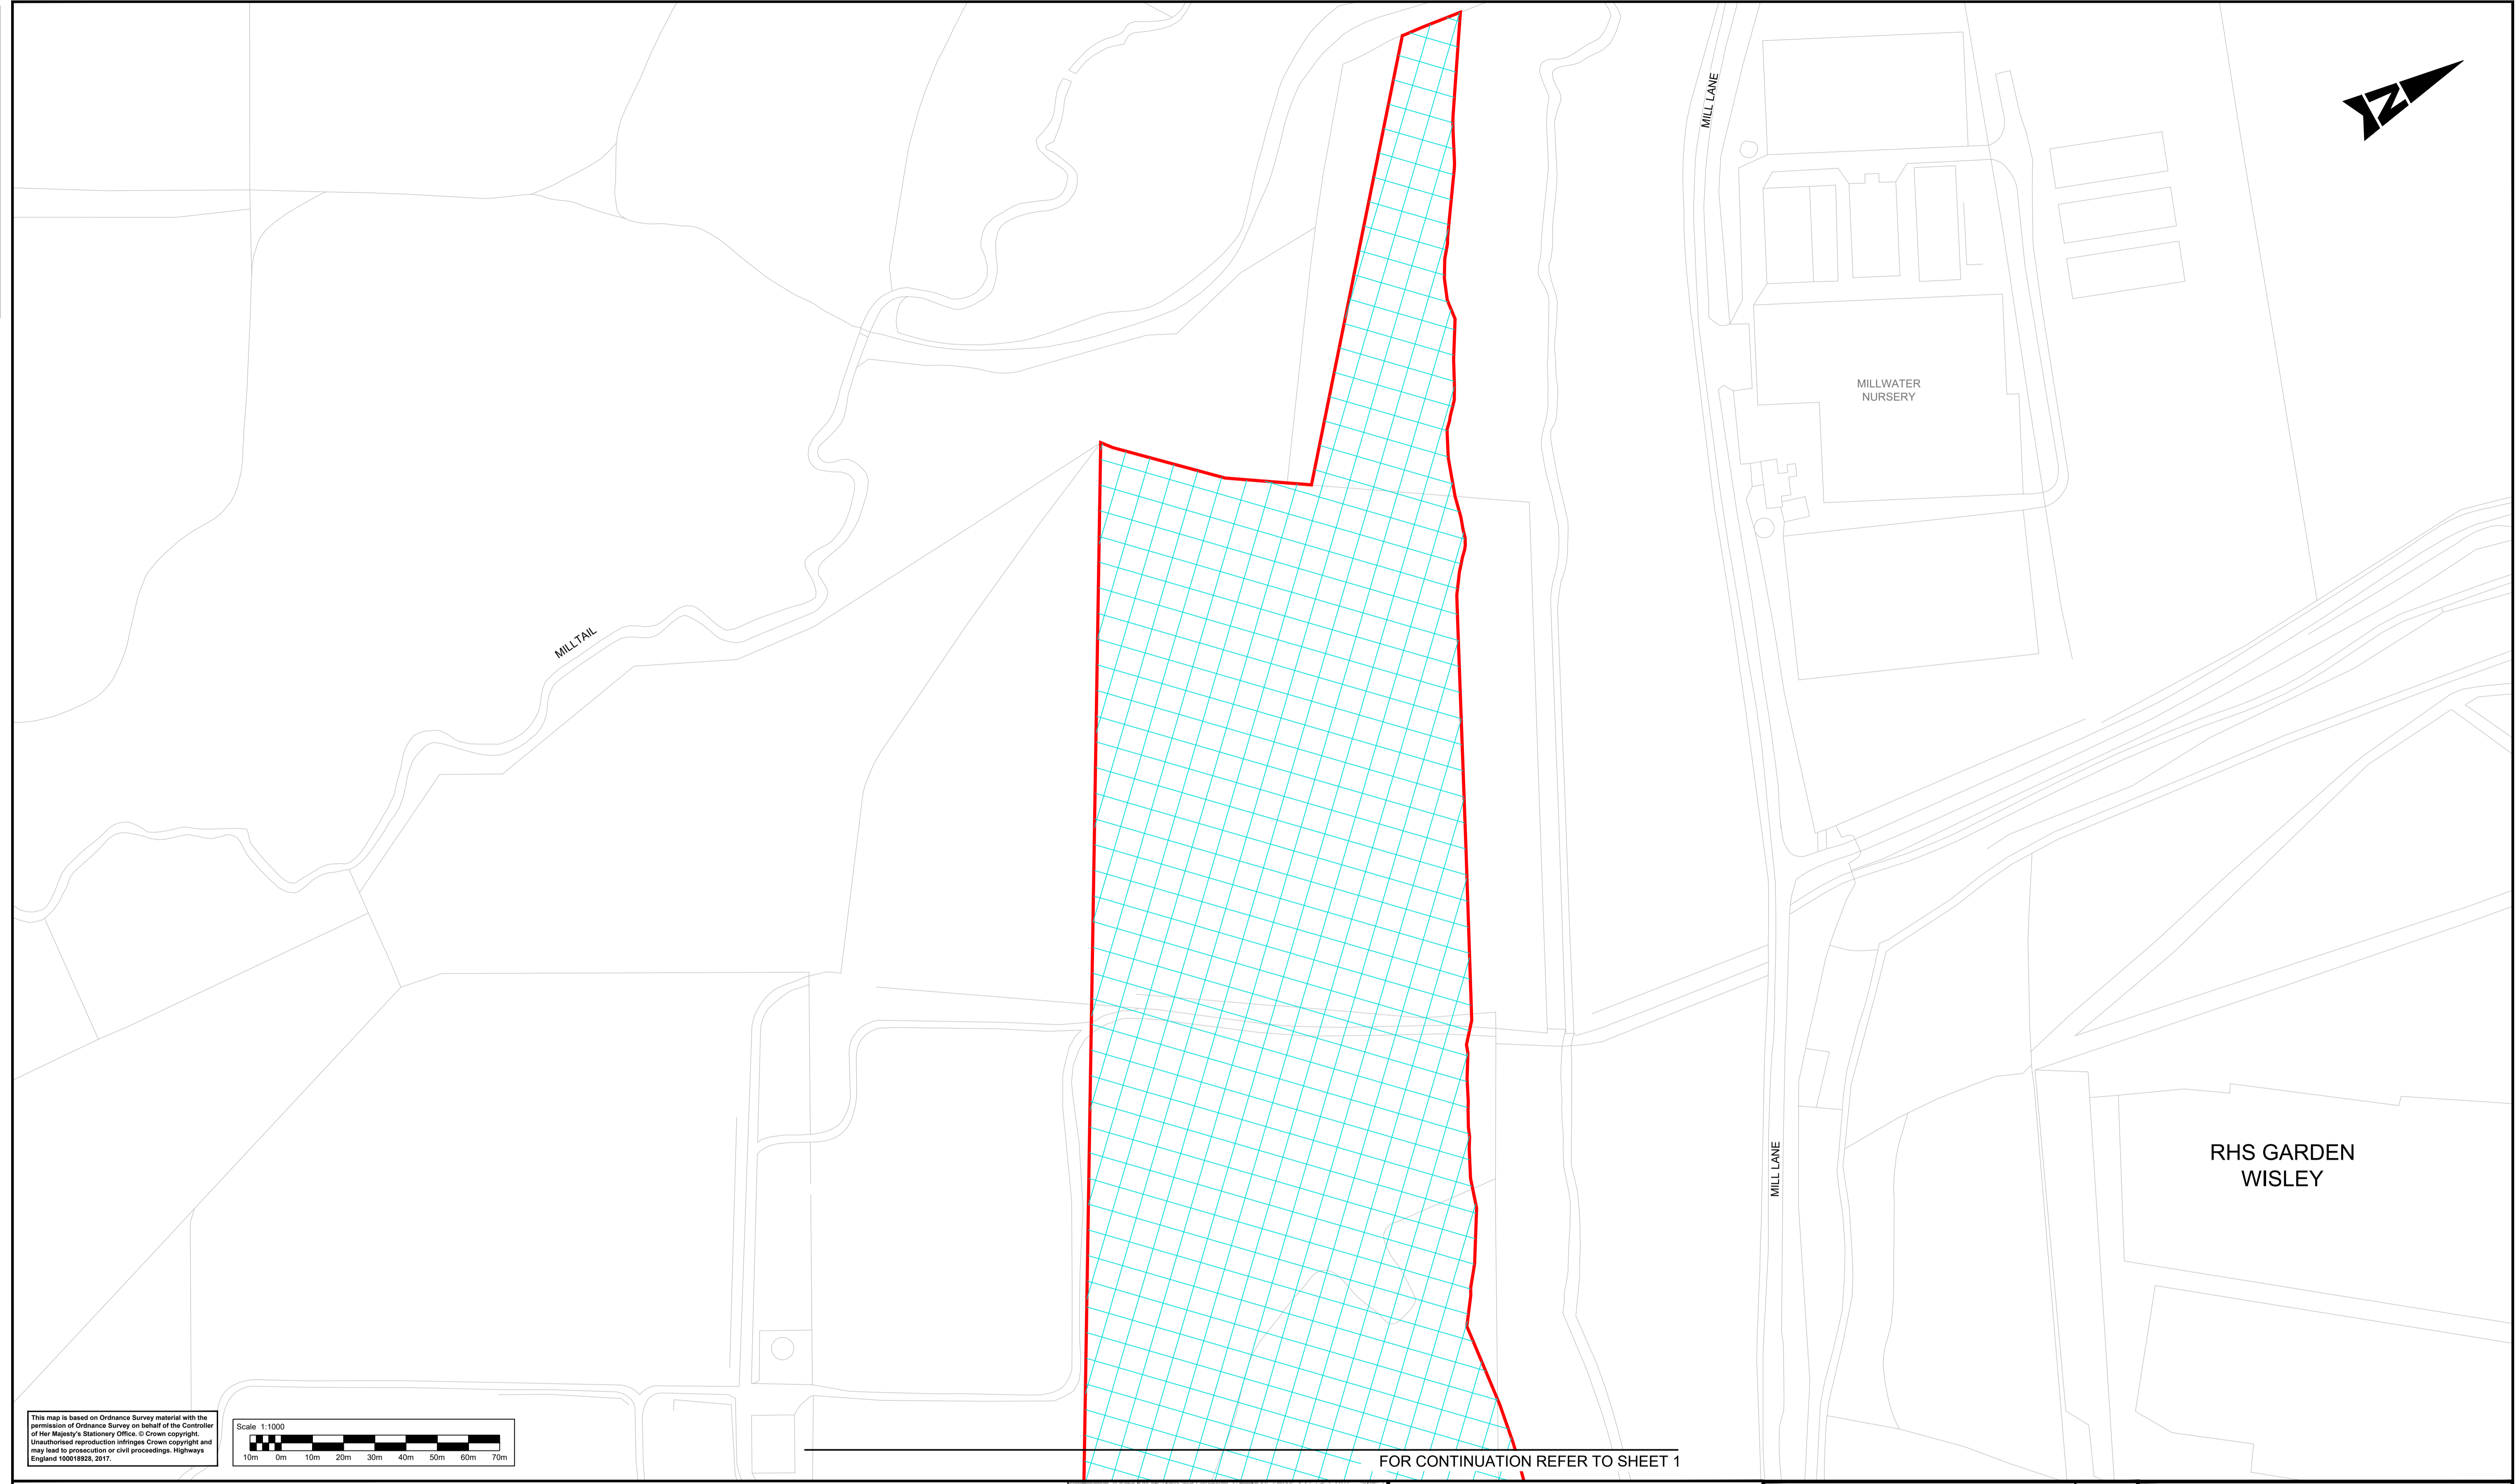 MILL LANE
N
MILLWATER
NURSERY
MILLTAIL
MILL LANE
RHS GARDEN
WISLEY
This map is based on Ordnance Survey material with the
permission of Ordnance Survey on behalf of the Controller
of Her Majesty's Stationery Office. © Crown copyright.
Unauthorised reproduction infringes Crown copyright and
may lead to prosecution or civil proceedings. Highways
England 100018928, 2017.
Scale 1:1000
10m 0m 10m 20m 30m 40m 50m 60m 70m
FOR CONTINUATION REFER TO SHEET 1